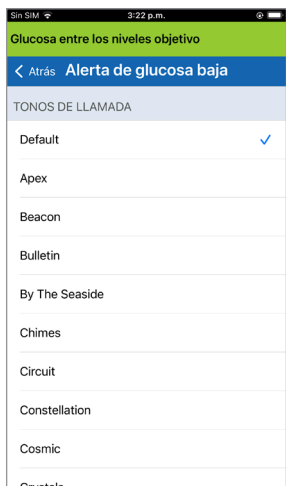 Sin SIM 3:22 p.m.
Glucosa entre los niveles objetivo
Atrás Alerta de glucosa baja
TONOS DE LLAMADA
Default
Apex
Beacon
Bulletin
By The Seaside
Chimes
Circuit
Constellation
Cosmic
Crystals